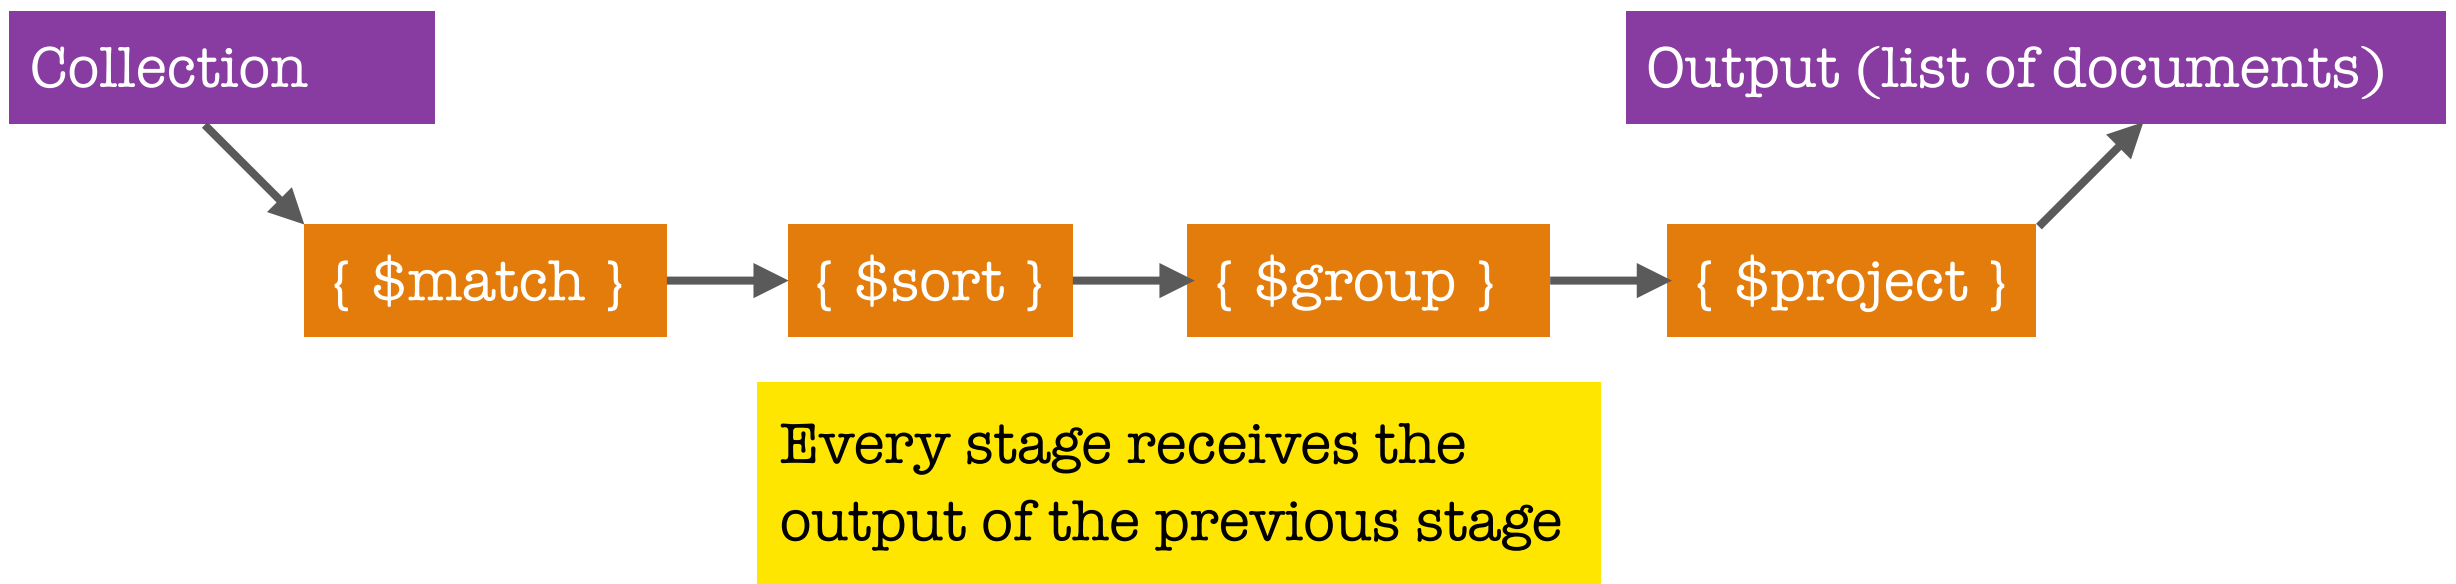 Collection
Output (list of documents)
{ $match }
{ $sort }
{ $group }
{ $project }
Every stage receives the
output of the previous stage